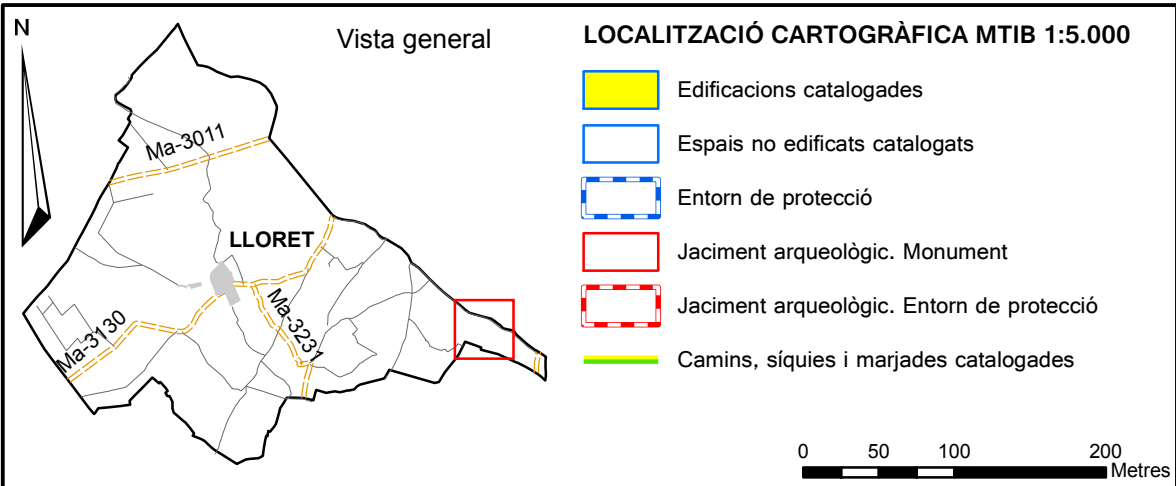 N
Vista general
Ma-3011
LLORET
Ma-3231
Ma-3130
LOCALITZACIÓ CARTOGRÀFICA MTIB 1:5.000
Edificacions catalogades
Espais no edificats catalogats
Entorn de protecció
Jaciment arqueològic. Monument
Jaciment arqueològic. Entorn de protecció
Camins, síquies i marjades catalogades
0 50 100 200
Metres